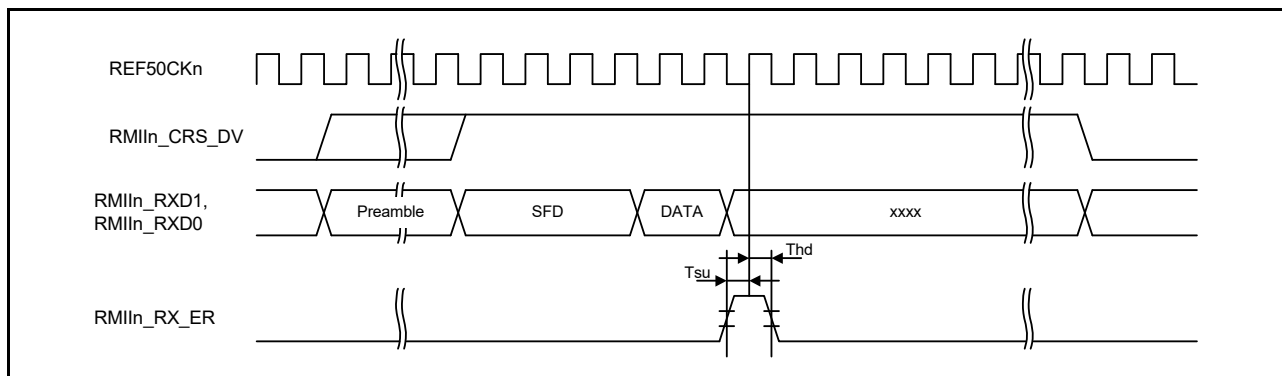 REF50CKn
RMIIn_CRS_DV
RMIIn_RXD1,
RMIIn_RXD0
Preamble
SFD
DATA
xxxx
Tsu
Thd
RMIIn_RX_ER